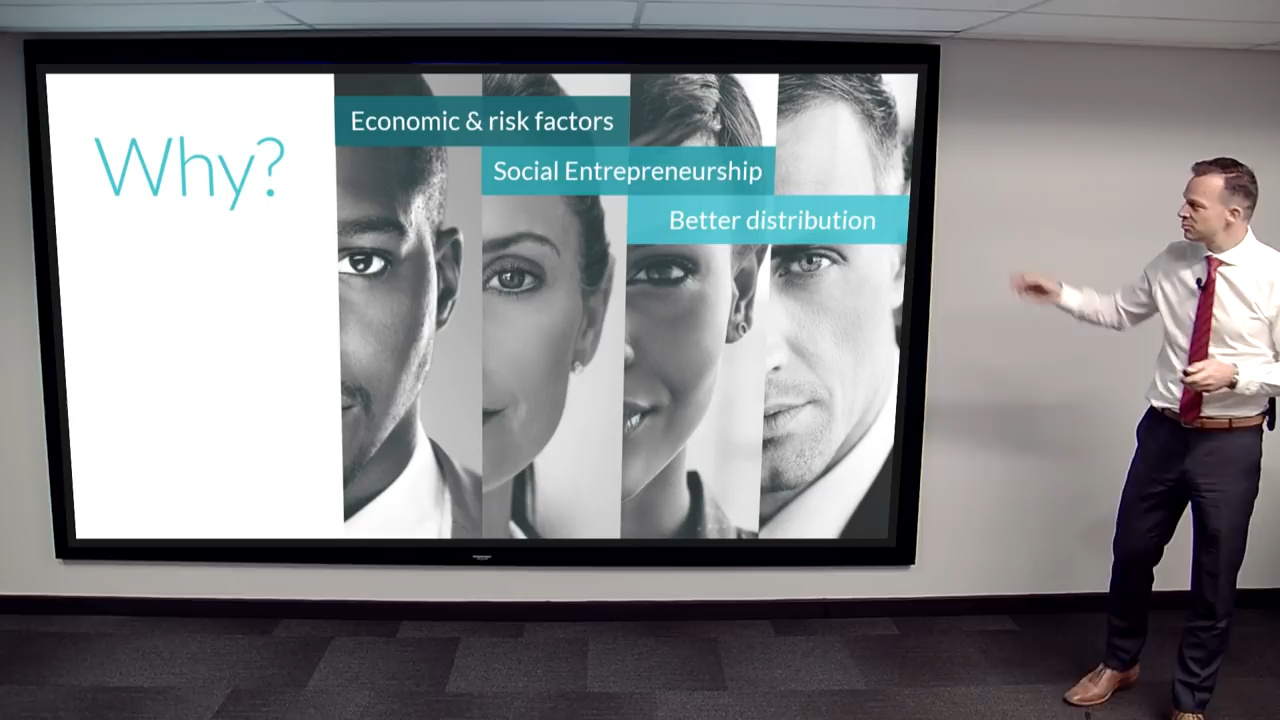 Why?
Economic & risk factors
Social Entrepreneurship
Better distribution